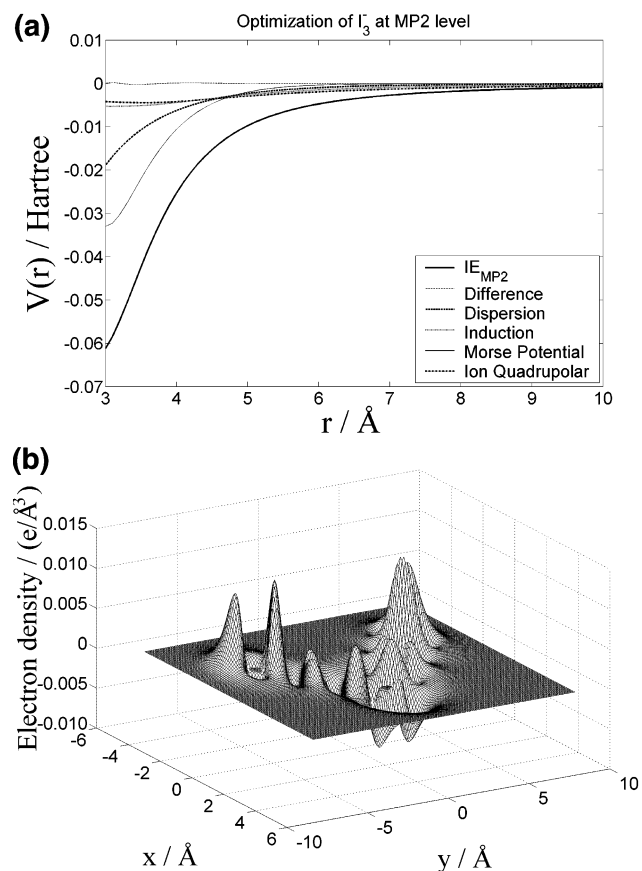 (a)
Optimization of I₃⁻ at MP2 level
0.01
0
-0.01
-0.02
-0.03
-0.04
-0.05
-0.06
-0.07
V(r) / Hartree
IE_MP2
Difference
Dispersion
Induction
Morse Potential
Ion Quadrupolar
3 4 5 6 7 8 9 10
r / Å
(b)
0.015
0.010
0.005
0
-0.005
-0.010
Electron density / (e/Å³)
-6
-4
-2
0
2
4
6
x / Å
-10
-5
0
5
10
y / Å